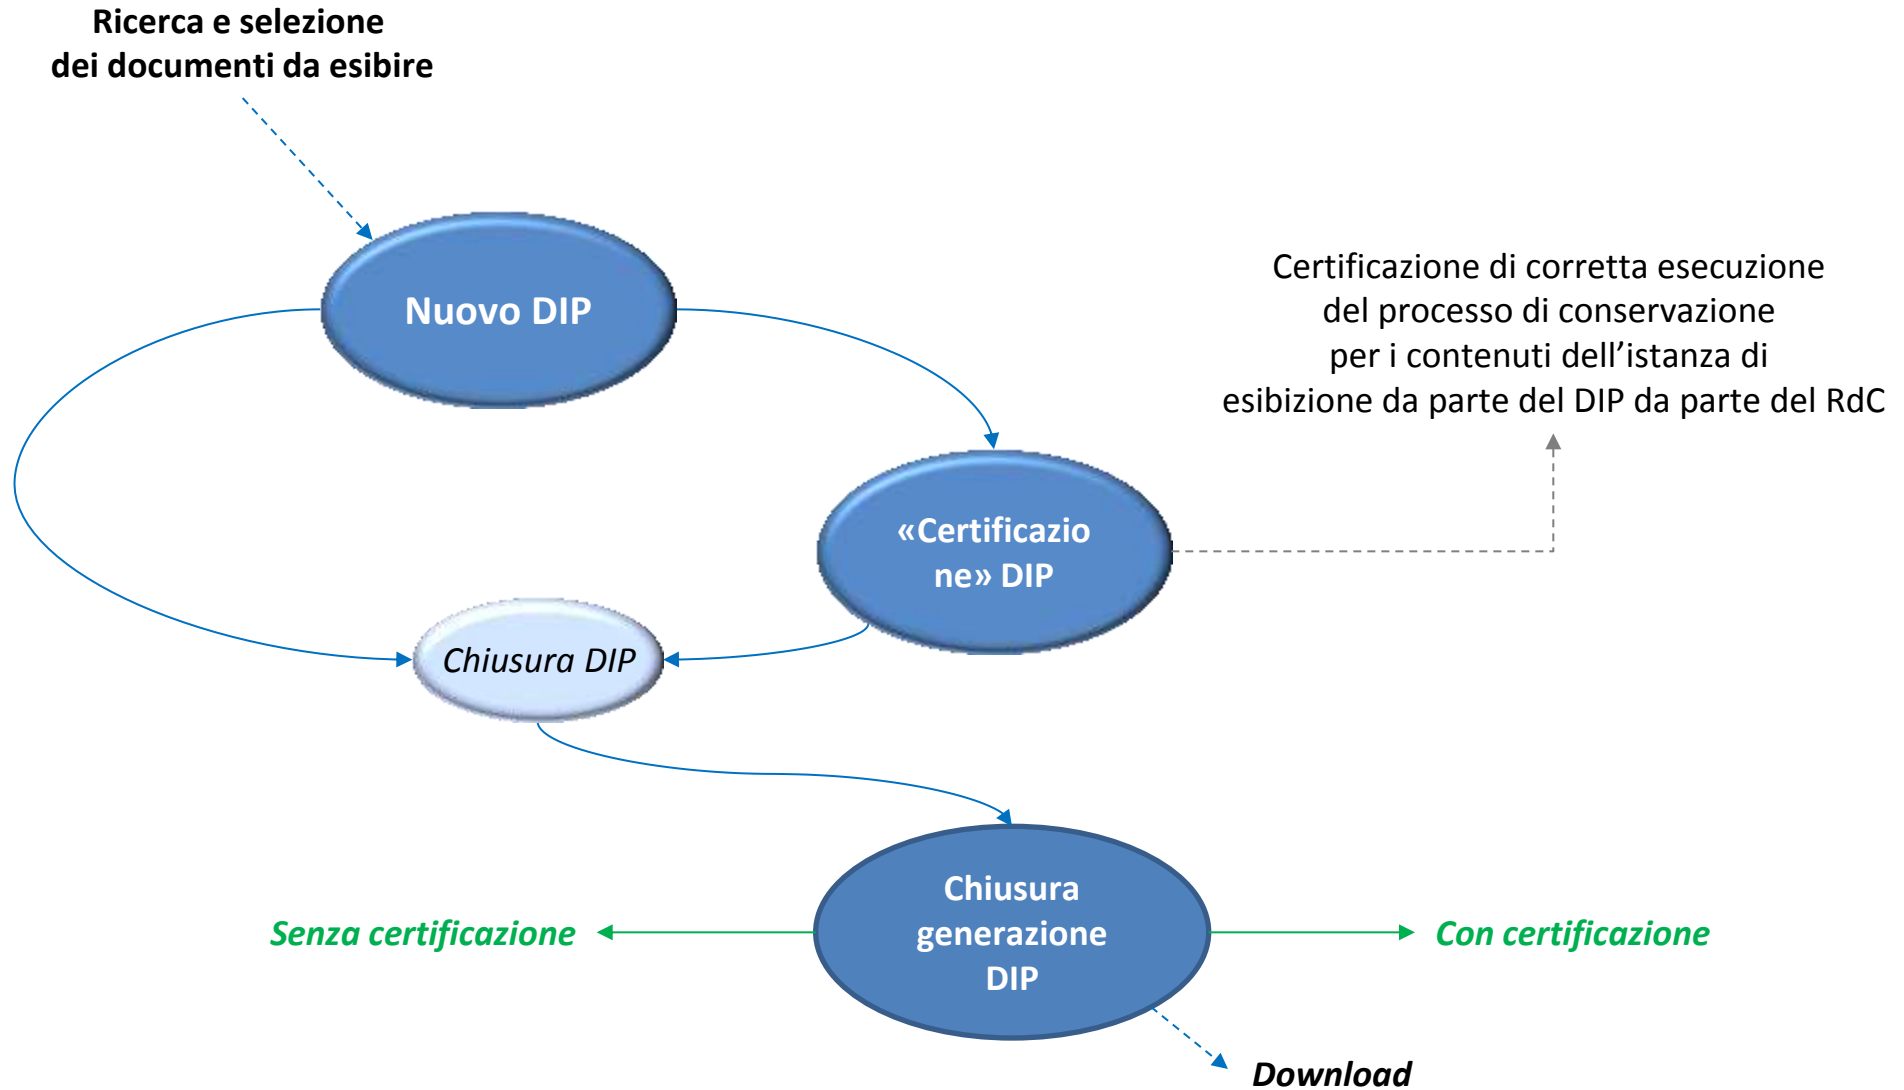 Ricerca e selezione
dei documenti da esibire
Nuovo DIP
Certificazione di corretta esecuzione
del processo di conservazione
per i contenuti dell’istanza di
esibizione da parte del DIP da parte del RdC
«Certificazio
ne» DIP
Chiusura DIP
Chiusura
generazione
DIP
Senza certificazione
Con certificazione
Download